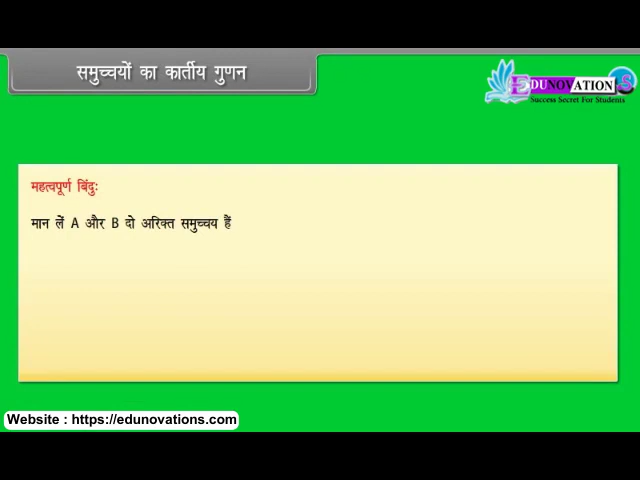 समुच्चयों का कार्तीय गुणन
EDUNOVATIONS
Success Secret For Students
महत्वपूर्ण बिंदुः
मान लें A और B दो अरिक्त समुच्चय हैं
Website : https://edunovations.com